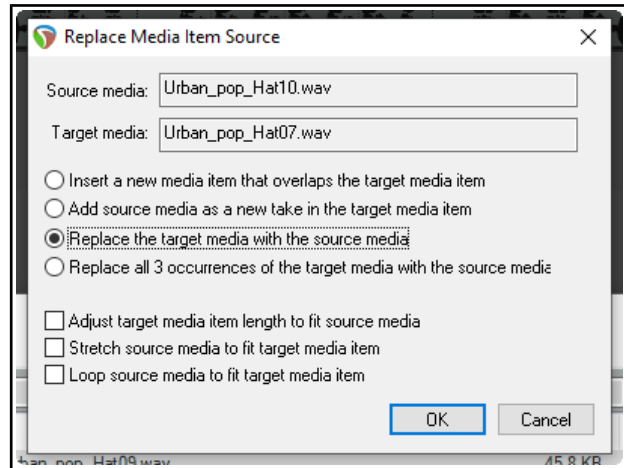 Replace Media Item Source
Source media: Urban_pop_Hat10.wav
Target media: Urban_pop_Hat07.wav
Insert a new media item that overlaps the target media item
Add source media as a new take in the target media item
Replace the target media with the source media
Replace all 3 occurrences of the target media with the source media
Adjust target media item length to fit source media
Stretch source media to fit target media item
Loop source media to fit target media item
OK Cancel
ban_pop_Hat09.wav 45.8 KB